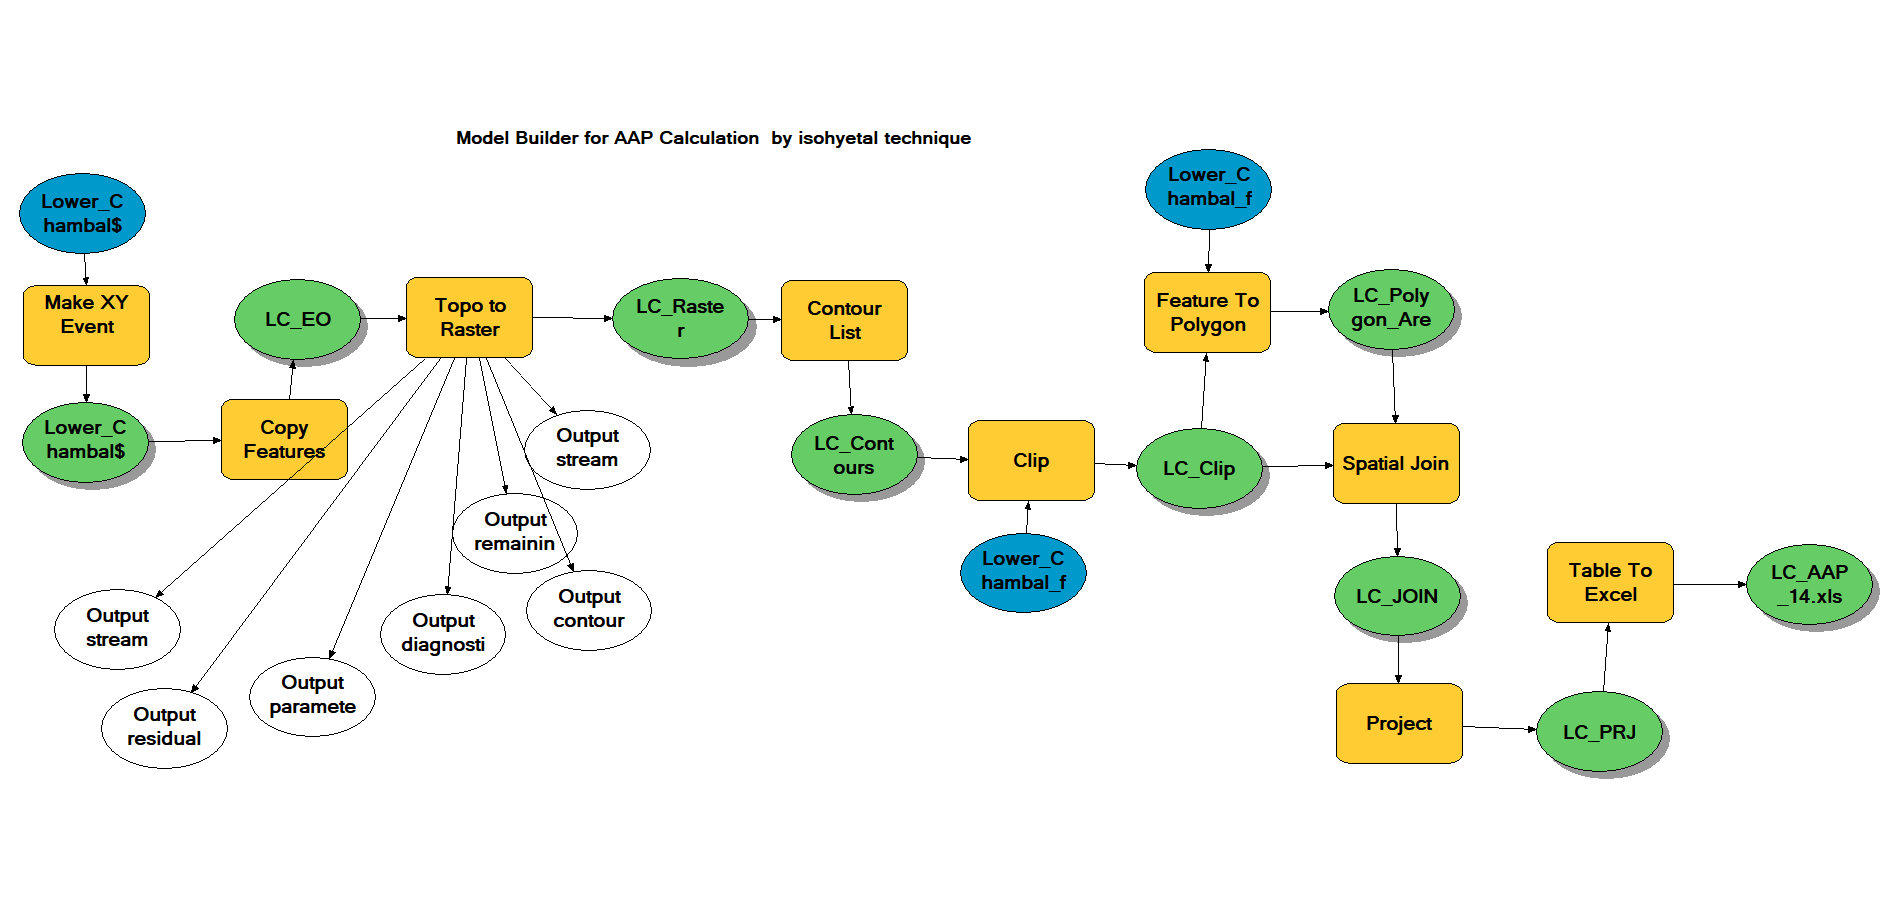 Model Builder for AAP Calculation  by isohyetal technique
Lower_C
hambal$
Make XY
Event
Lower_C
hambal$
Copy
Features
LC_EO
Topo to
Raster
Output
stream
Output
residual
Output
paramete
Output
diagnosti
Output
remainin
Output
contour
Output
stream
LC_Raste
r
Contour
List
LC_Cont
ours
Clip
Lower_C
hambal_f
LC_Clip
Lower_C
hambal_f
Feature To
Polygon
LC_Poly
gon_Are
Spatial Join
LC_JOIN
Project
LC_PRJ
Table To
Excel
LC_AAP
_14.xls